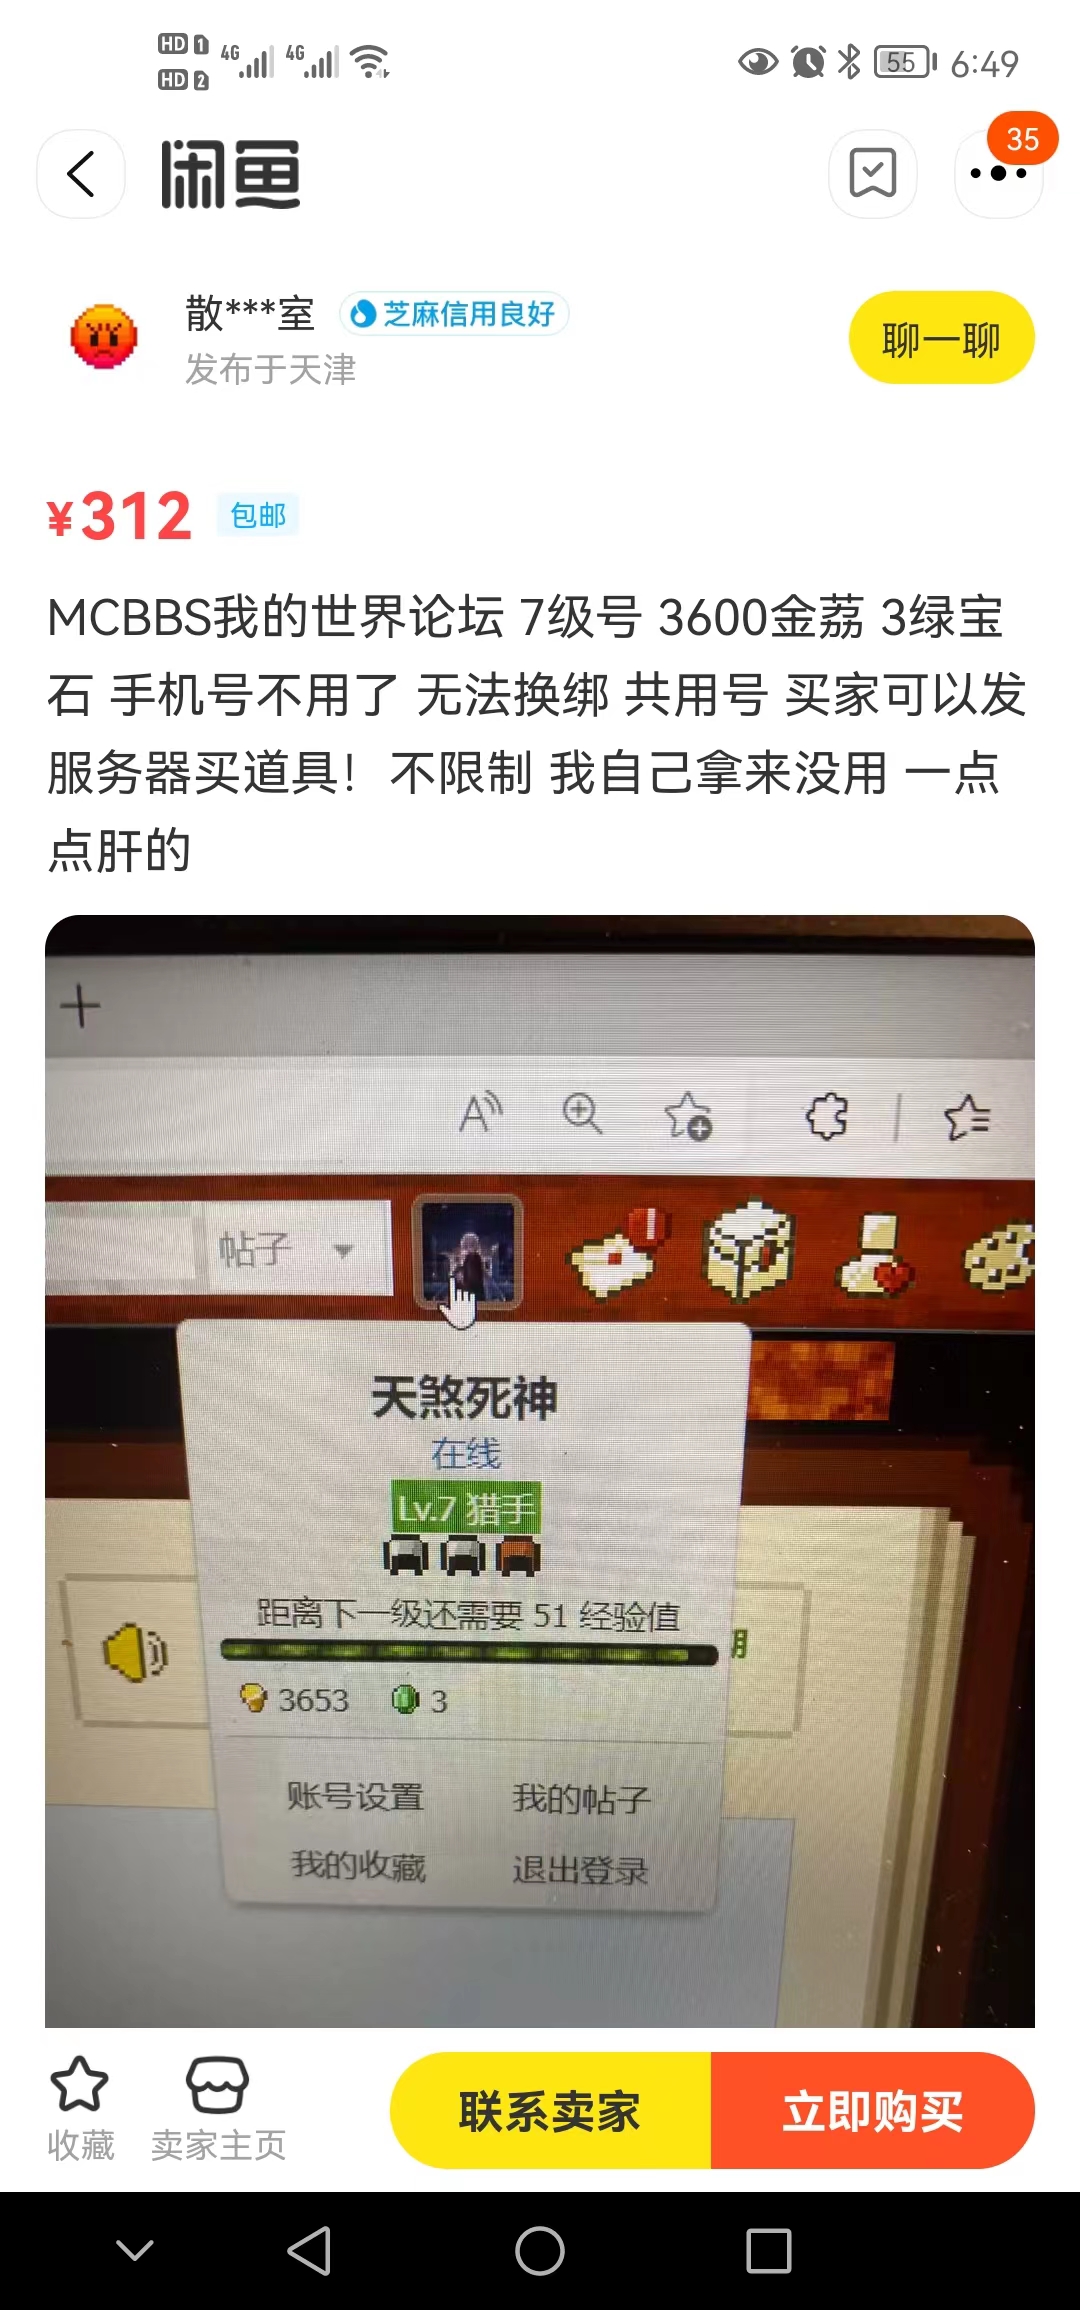 HD 1 4G 4G 55 6:49
HD 2
闲鱼
35
散***室 芝麻信用良好
发布于天津
聊一聊
¥312 包邮
MCBBS我的世界论坛 7级号 3600金荔 3绿宝
石 手机号不用了 无法换绑 共用号 买家可以发
服务器买道具！不限制 我自己拿来没用 一点
点肝的
帖子
天煞死神
在线
Lv.7 猎手
距离下一级还需要 51 经验值
3653 3
账号设置 我的帖子
我的收藏 退出登录
收藏 卖家主页 联系卖家 立即购买